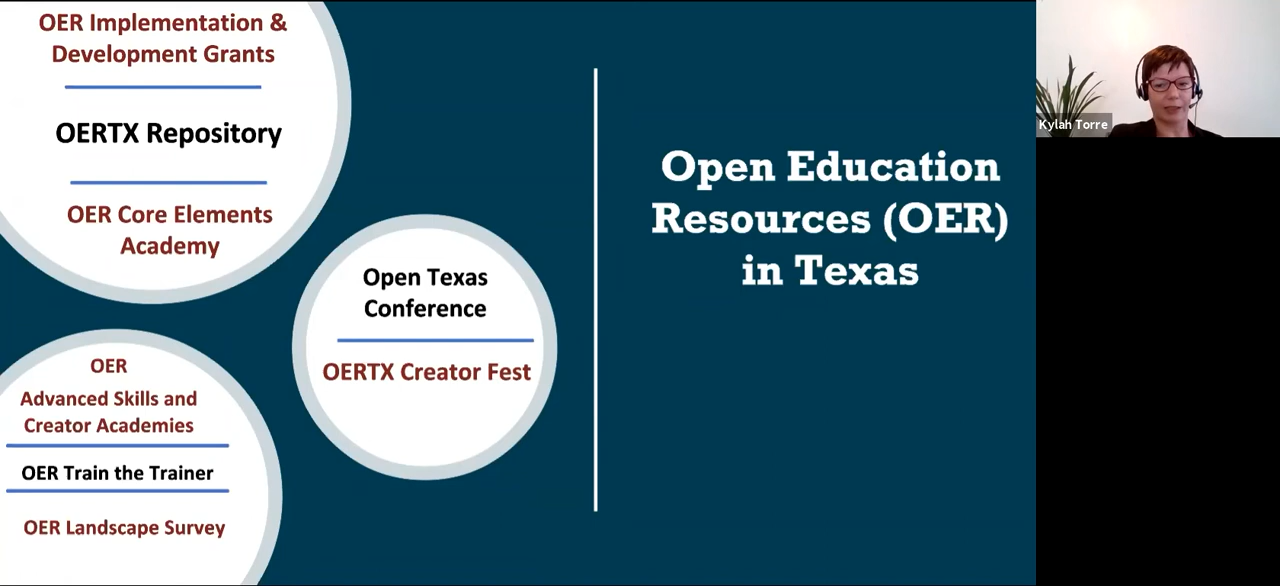 OER Implementation &
Development Grants
OERTX Repository
OER Core Elements
Academy
Open Texas
Conference
OERTX Creator Fest
OER
Advanced Skills and
Creator Academies
OER Train the Trainer
OER Landscape Survey
Open Education
Resources (OER)
in Texas
Kylah Torre